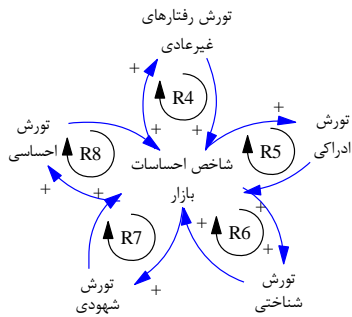 تورش رفتارهای
غیرعادی
+
R4
+
+
+
تورش
ادراکی
R5
تورش
احساسی
R8
+
+
شاخص احساسات
بازار
R7
R6
+
+
+
+
تورش
شهودی
تورش
شناختی